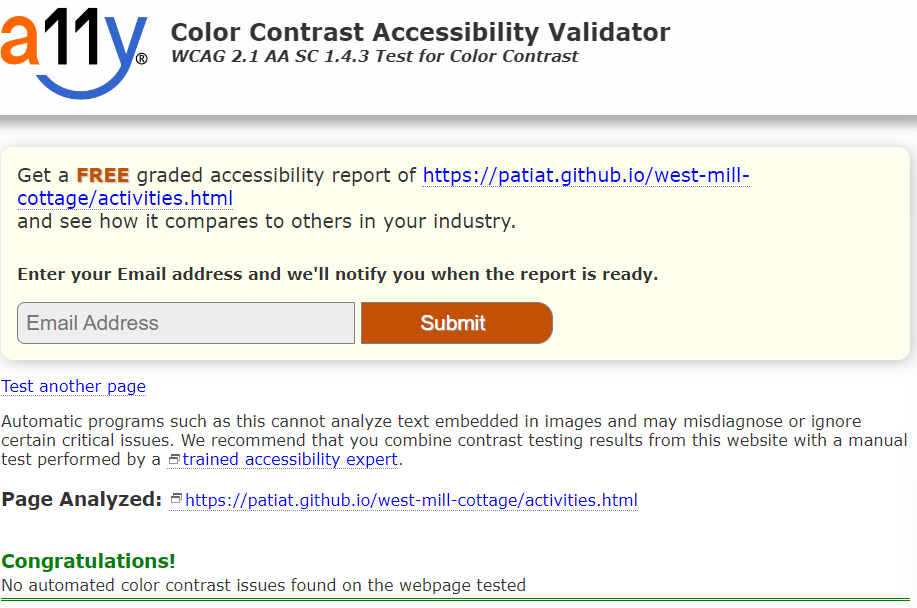 a11y®
Color Contrast Accessibility Validator
WCAG 2.1 AA SC 1.4.3 Test for Color Contrast
Get a FREE graded accessibility report of https://patiat.github.io/west-mill-
cottage/activities.html
and see how it compares to others in your industry.
Enter your Email address and we'll notify you when the report is ready.
Email Address
Submit
Test another page
Automatic programs such as this cannot analyze text embedded in images and may misdiagnose or ignore
certain critical issues. We recommend that you combine contrast testing results from this website with a manual
test performed by a trained accessibility expert.
Page Analyzed: https://patiat.github.io/west-mill-cottage/activities.html
Congratulations!
No automated color contrast issues found on the webpage tested